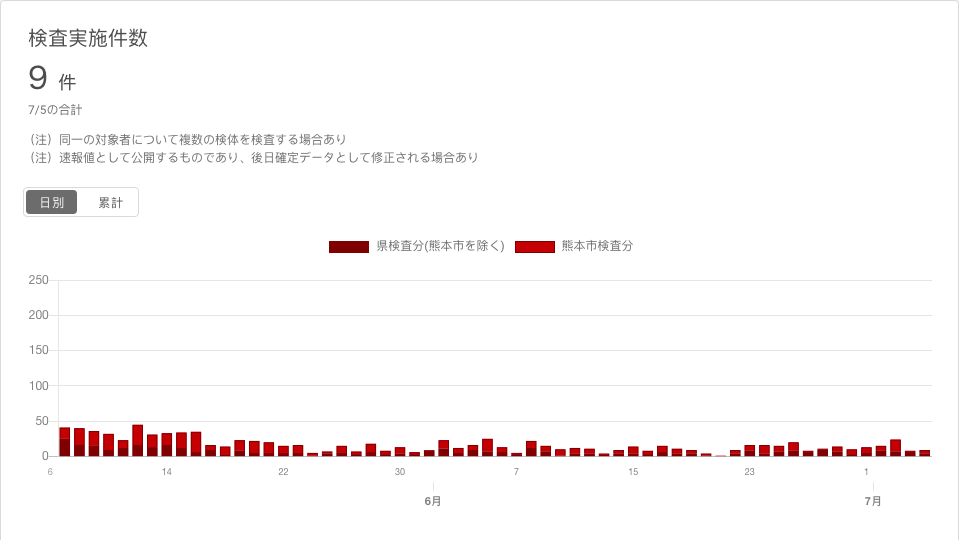 検査実施件数
9 件
7/5の合計
（注）同一の対象者について複数の検体を検査する場合あり
（注）速報値として公開するものであり、後日確定データとして修正される場合あり
日別 累計
県検査分(熊本市を除く) 熊本市検査分
250
200
150
100
50
0
6 14 22 30 7 15 23 1
6月 7月